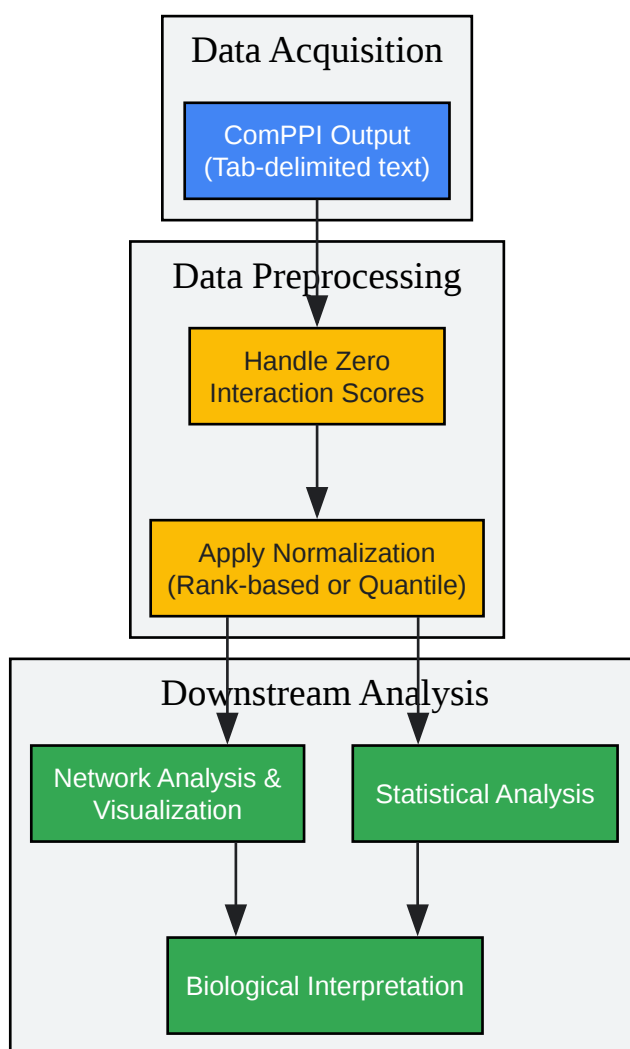 Data Acquisition
ComPPI Output
(Tab-delimited text)
Data Preprocessing
Handle Zero
Interaction Scores
Apply Normalization
(Rank-based or Quantile)
Downstream Analysis
Network Analysis &
Visualization
Statistical Analysis
Biological Interpretation